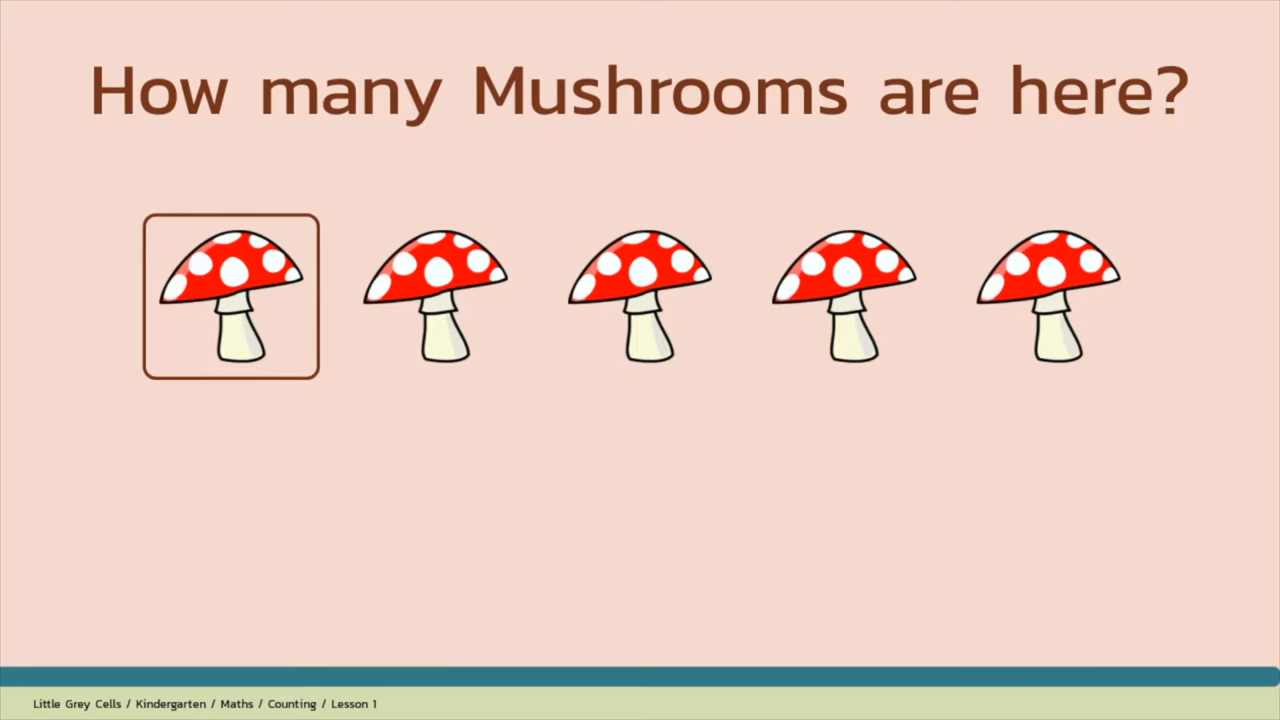 How many Mushrooms are here?
Little Grey Cells / Kindergarten / Maths / Counting / Lesson 1